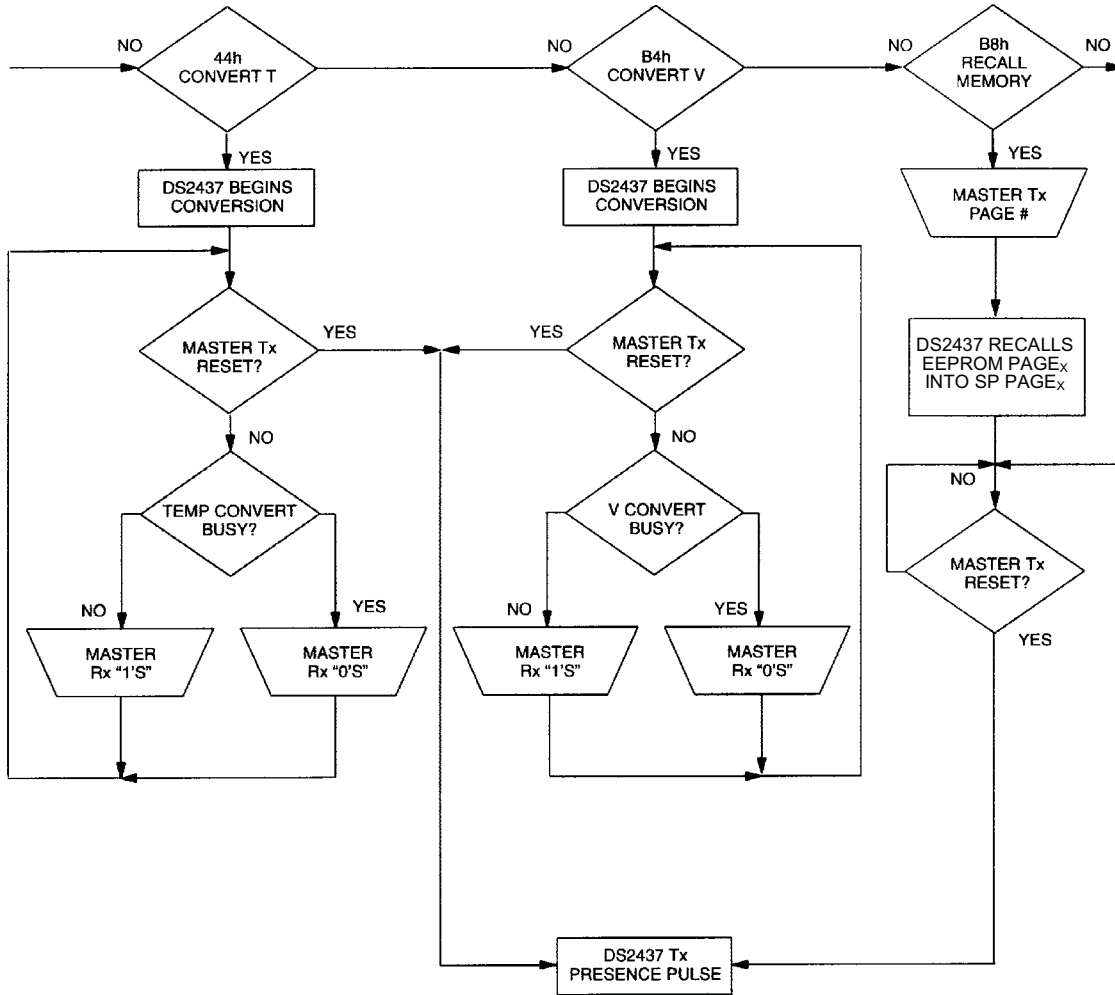 NO
44h
CONVERT T
NO
B4h
CONVERT V
NO
B8h
RECALL
MEMORY
NO
YES
YES
YES
DS2437 BEGINS
CONVERSION
DS2437 BEGINS
CONVERSION
MASTER Tx
PAGE #
MASTER Tx
RESET?
YES
YES
MASTER Tx
RESET?
DS2437 RECALLS
EEPROM PAGEX
INTO SP PAGEX
NO
NO
NO
TEMP CONVERT
BUSY?
V CONVERT
BUSY?
MASTER Tx
RESET?
NO
YES
NO
YES
YES
MASTER
Rx "1'S"
MASTER
Rx "0'S"
MASTER
Rx "1'S"
MASTER
Rx "0'S"
DS2437 Tx
PRESENCE PULSE